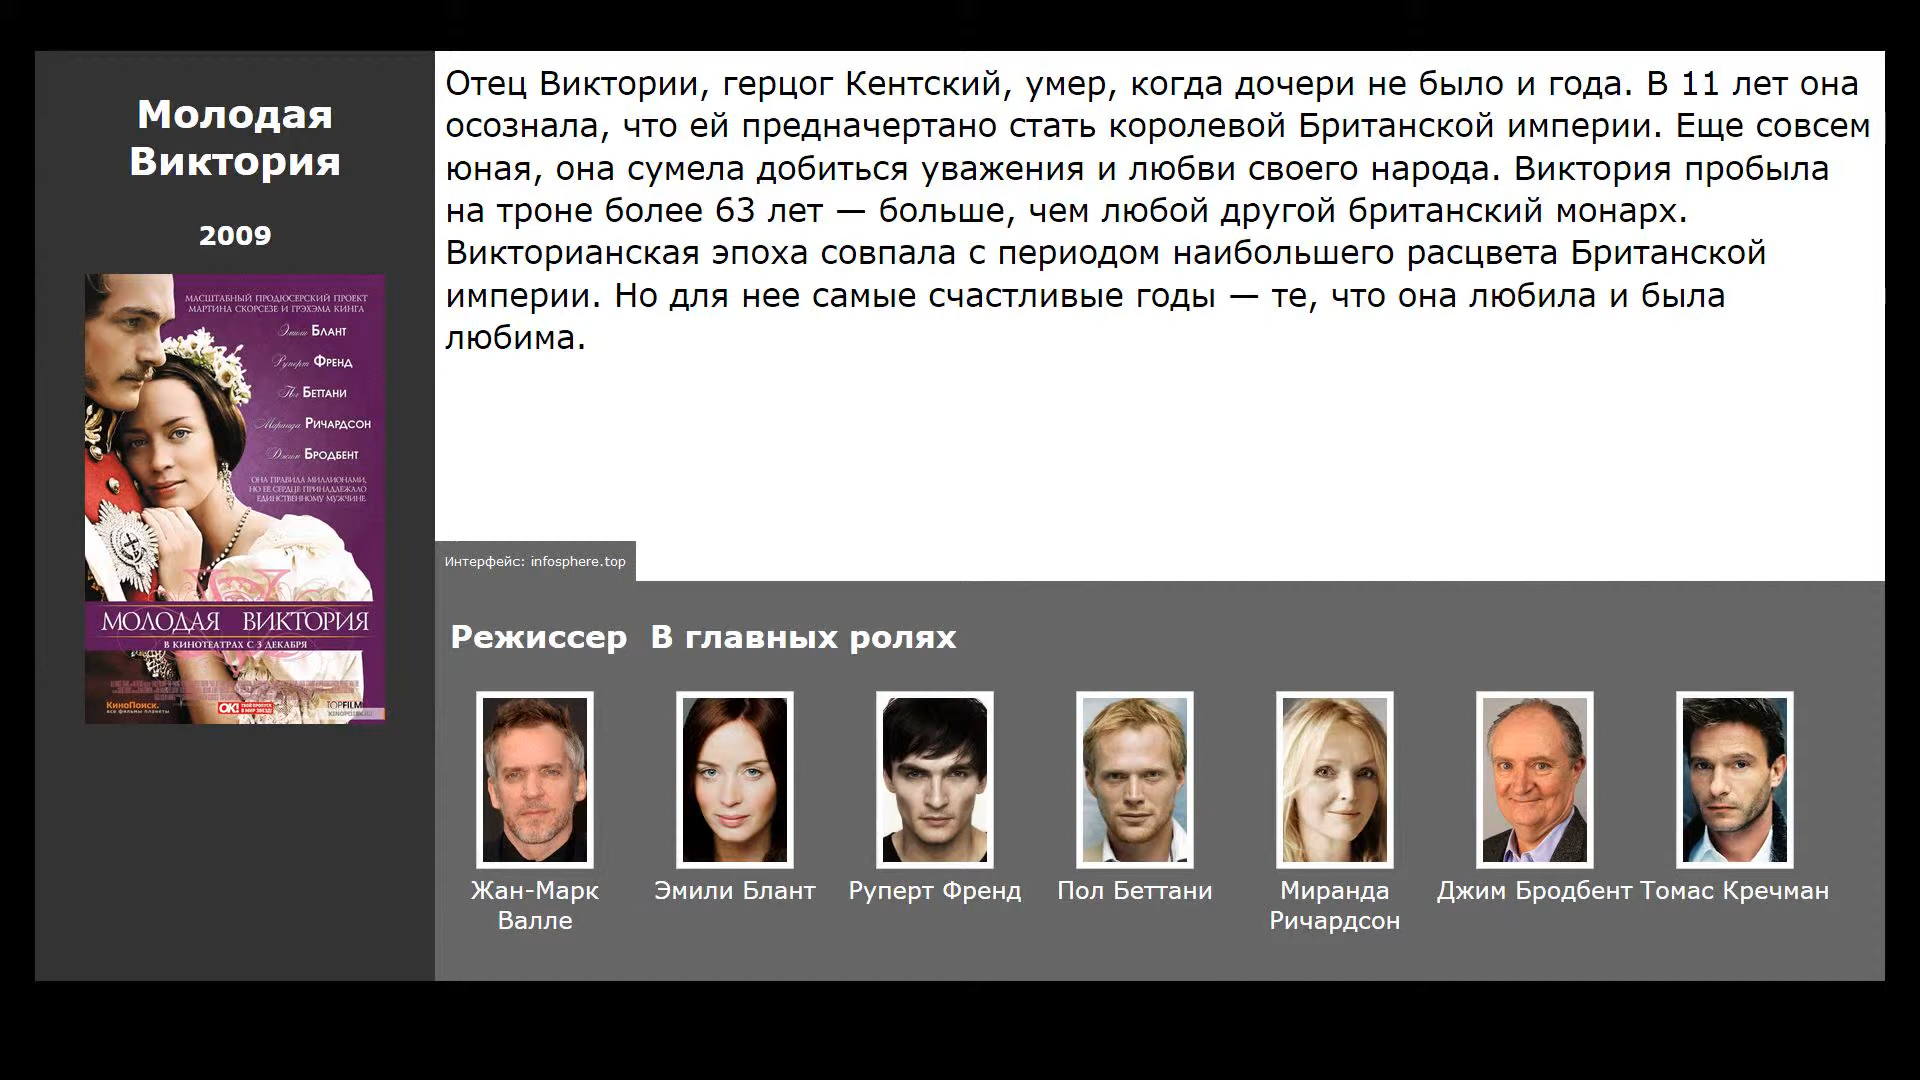 Молодая
Виктория
2009
МАСШТАБНЫЙ ПРОДЮСЕРСКИЙ ПРОЕКТ
МАРТИНА СКОРСЕЗЕ И ГРЭХЭМА КИНГА
Эмили БЛАНТ
Руперт ФРЕНД
Пол БЕТТАНИ
Миранда РИЧАРДСОН
Джим БРОДБЕНТ
ОНА ПРАВИЛА МИЛЛИОНАМИ,
НО ЕЕ СЕРДЦЕ ПРИНАДЛЕЖАЛО
ЕДИНСТВЕННОМУ МУЖЧИНЕ
МОЛОДАЯ ВИКТОРИЯ
В КИНОТЕАТРАХ С 3 ДЕКАБРЯ
КиноПоиск.
все фильмы планеты
OK!
TOPFILM
Отец Виктории, герцог Кентский, умер, когда дочери не было и года. В 11 лет она
осознала, что ей предначертано стать королевой Британской империи. Еще совсем
юная, она сумела добиться уважения и любви своего народа. Виктория пробыла
на троне более 63 лет — больше, чем любой другой британский монарх.
Викторианская эпоха совпала с периодом наибольшего расцвета Британской
империи. Но для нее самые счастливые годы — те, что она любила и была
любима.
Интерфейс: infosphere.top
Режиссер В главных ролях
Жан-Марк
Валле
Эмили Блант
Руперт Френд
Пол Беттани
Миранда
Ричардсон
Джим Бродбент
Томас Кречман